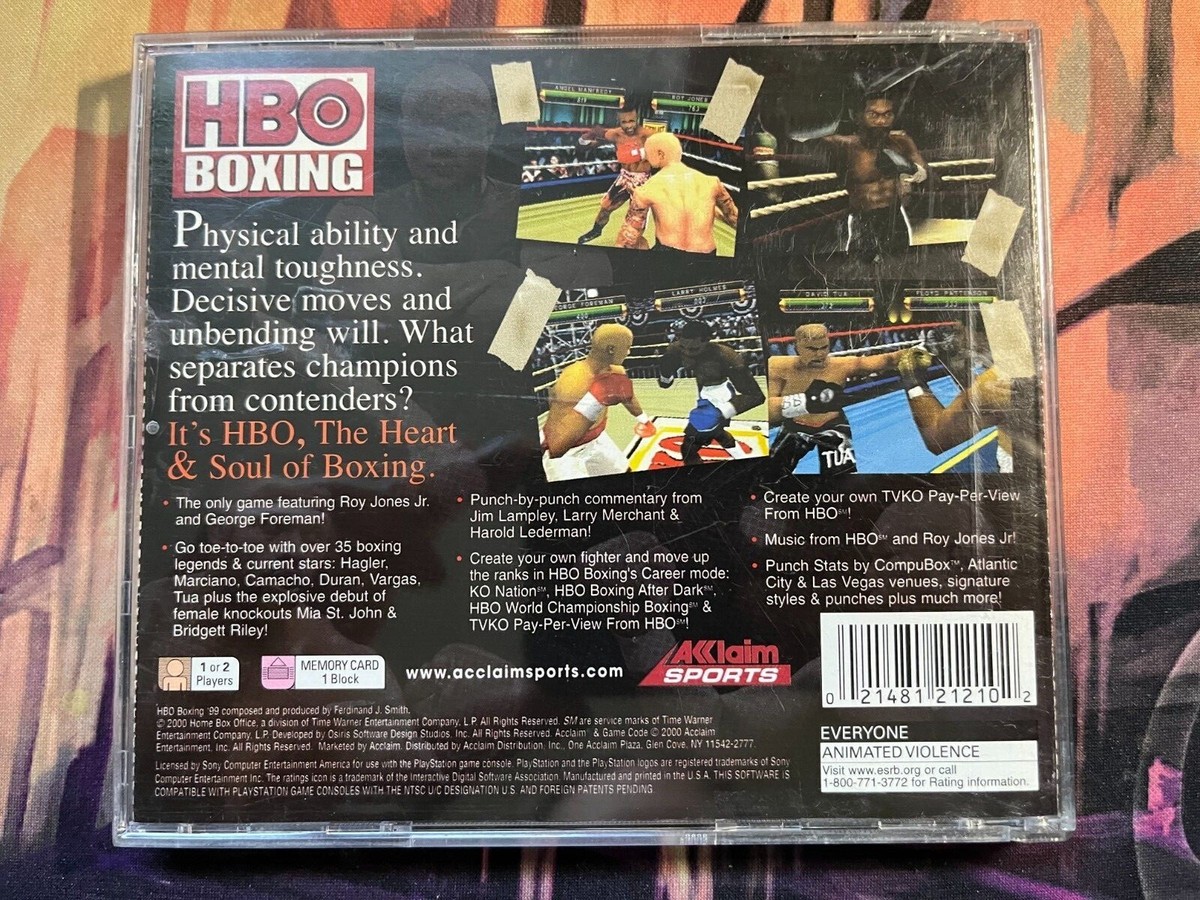 HBO
BOXING
Physical ability and
mental toughness.
Decisive moves and
unbending will. What
separates champions
from contenders?
It's HBO, The Heart
& Soul of Boxing.
ANGEL MANFREDY
ROY JONES
GEORGE FOREMAN
LARRY HOLMES
DAVID TUA
FLOYD PATTERSON
TUA
• The only game featuring Roy Jones Jr.
and George Foreman!
• Go toe-to-toe with over 35 boxing
legends & current stars: Hagler,
Marciano, Camacho, Duran, Vargas,
Tua plus the explosive debut of
female knockouts Mia St. John &
Bridgett Riley!
• Punch-by-punch commentary from
Jim Lampley, Larry Merchant &
Harold Lederman!
• Create your own fighter and move up
the ranks in HBO Boxing's Career mode:
KO Nation℠, HBO Boxing After Dark℠,
HBO World Championship Boxing℠ &
TVKO Pay-Per-View From HBO℠!
• Create your own TVKO Pay-Per-View
From HBO℠!
• Music from HBO℠ and Roy Jones Jr!
• Punch Stats by CompuBox™, Atlantic
City & Las Vegas venues, signature
styles & punches plus much more!
1 or 2
Players
MEMORY CARD
1 Block
www.acclaimsports.com
AKKlaim
SPORTS
0 21481 21210 2
EVERYONE
ANIMATED VIOLENCE
Visit www.esrb.org or call
1-800-771-3772 for Rating information.
HBO Boxing '99 composed and produced by Ferdinand J. Smith.
© 2000 Home Box Office, a division of Time Warner Entertainment Company, L.P. All Rights Reserved. SM are service marks of Time Warner
Entertainment Company, L.P. Developed by Osiris Software Design Studios, Inc. All Rights Reserved. Acclaim® & Game Code © 2000 Acclaim
Entertainment, Inc. All Rights Reserved. Marketed by Acclaim. Distributed by Acclaim Distribution, Inc., One Acclaim Plaza, Glen Cove, NY 11542-2777.
Licensed by Sony Computer Entertainment America for use with the PlayStation game console. PlayStation and the PlayStation logos are registered trademarks of Sony
Computer Entertainment Inc. The ratings icon is a trademark of the Interactive Digital Software Association. Manufactured and printed in the U.S.A. THIS SOFTWARE IS
COMPATIBLE WITH PLAYSTATION GAME CONSOLES WITH THE NTSC U/C DESIGNATION U.S. AND FOREIGN PATENTS PENDING.